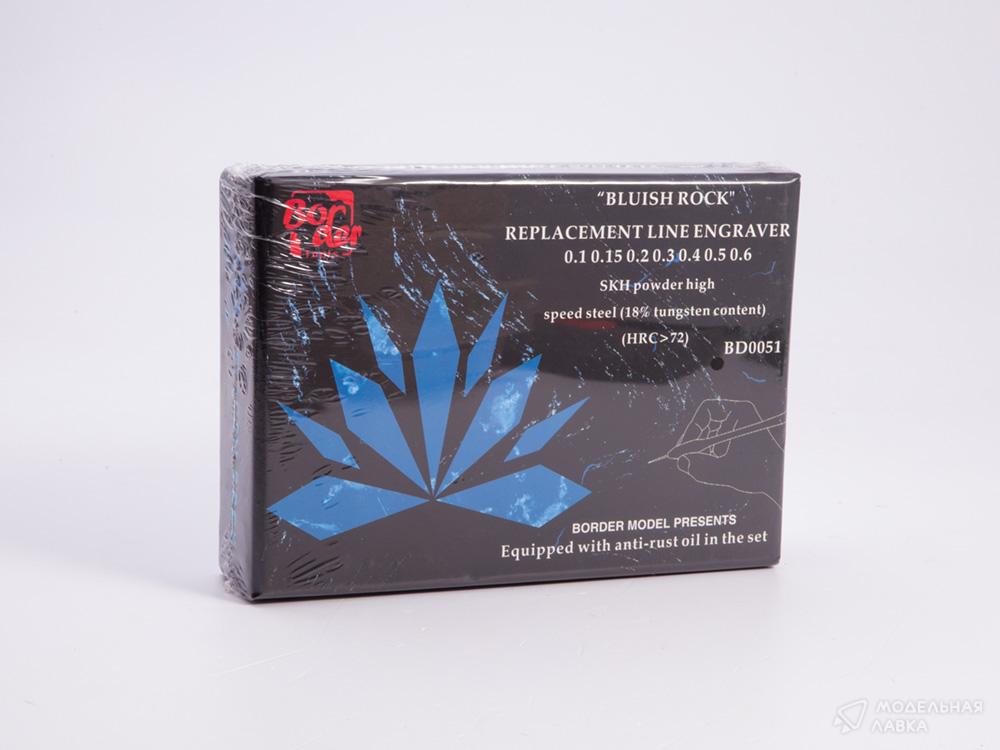 Border
Tools
“BLUISH ROCK"
REPLACEMENT LINE ENGRAVER
0.1 0.15 0.2 0.3 0.4 0.5 0.6
SKH powder high
speed steel (18% tungsten content)
(HRC>72)
BD0051
BORDER MODEL PRESENTS
Equipped with anti-rust oil in the set
МОДЕЛЬНАЯ
ЛАВКА